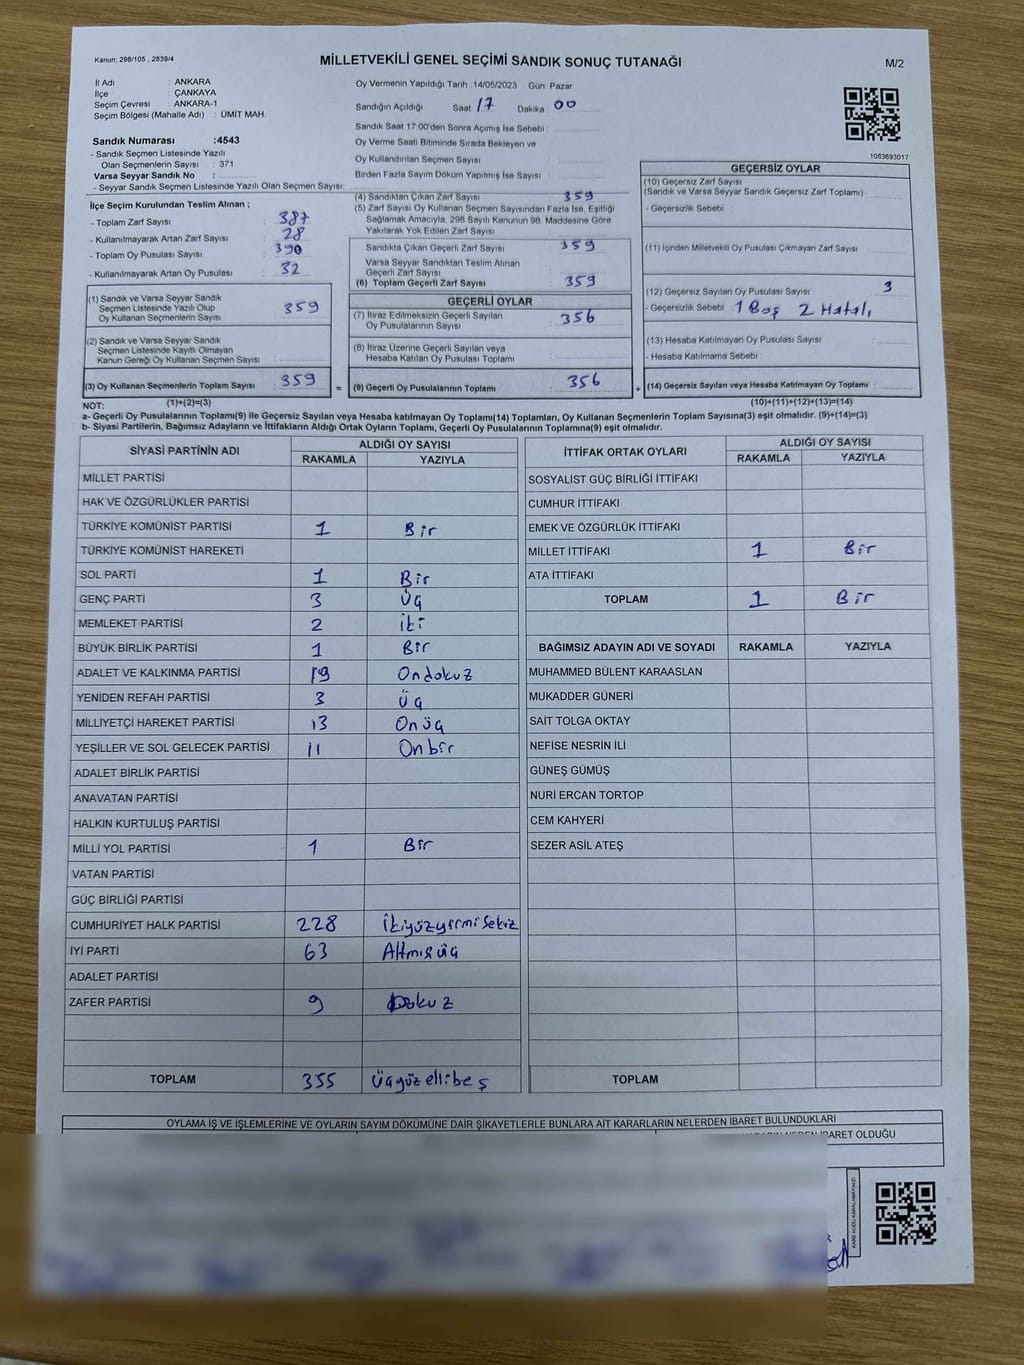 Kanun; 298/105 , 2839/4
MİLLETVEKİLİ GENEL SEÇİMİ SANDIK SONUÇ TUTANAĞI
M/2
İl Adı : ANKARA
İlçe : ÇANKAYA
Seçim Çevresi : ANKARA-1
Seçim Bölgesi (Mahalle Adı) : ÜMİT MAH.
Sandık Numarası :4543
- Sandık Seçmen Listesinde Yazılı
Olan Seçmenlerin Sayısı : 371
Varsa Seyyar Sandık No :
- Seyyar Sandık Seçmen Listesinde Yazılı Olan Seçmen Sayısı:
İlçe Seçim Kurulundan Teslim Alınan ;
- Toplam Zarf Sayısı 387
- Kullanılmayarak Artan Zarf Sayısı 28
- Toplam Oy Pusulası Sayısı 390
- Kullanılmayarak Artan Oy Pusulası 32
(1) Sandık ve Varsa Seyyar Sandık
Seçmen Listesinde Yazılı Olup
Oy Kullanan Seçmenlerin Sayısı 359
(2) Sandık ve Varsa Seyyar Sandık
Seçmen Listesinde Kayıtlı Olmayan
Kanun Gereği Oy Kullanan Seçmen Sayısı
(3) Oy Kullanan Seçmenlerin Toplam Sayısı 359 =
(1)+(2)=(3)
Oy Vermenin Yapıldığı Tarih :14/05/2023 Gün: Pazar
Sandığın Açıldığı Saat 17 Dakika 00
Sandık Saat 17:00'den Sonra Açımış İse Sebebi
Oy Verme Saati Bitiminde Sırada Bekleyen ve
Oy Kullandırılan Seçmen Sayısı
Birden Fazla Sayım Döküm Yapılmış İse Sayısı
(4) Sandıktan Çıkan Zarf Sayısı 359
(5) Zarf Sayısı Oy Kullanan Seçmen Sayısından Fazla İse, Eşitliği
Sağlamak Amacıyla; 298 Sayılı Kanunun 98. Maddesine Göre
Yakılarak Yok Edilen Zarf Sayısı
Sandıkta Çıkan Geçerli Zarf Sayısı 359
Varsa Seyyar Sandıktan Teslim Alınan
Geçerli Zarf Sayısı
(6) Toplam Geçerli Zarf Sayısı 359
GEÇERLİ OYLAR
(7) İtiraz Edilmeksizin Geçerli Sayılan
Oy Pusulalarının Sayısı 356
(8) İtiraz Üzerine Geçerli Sayılan veya
Hesaba Katılan Oy Pusulası Toplamı
(9) Geçerli Oy Pusulalarının Toplamı 356 +
1083693017
GEÇERSİZ OYLAR
(10) Geçersiz Zarf Sayısı
(Sandık ve Varsa Seyyar Sandık Geçersiz Zarf Toplamı)
- Geçersizlik Sebebi :
(11) İçinden Milletvekili Oy Pusulası Çıkmayan Zarf Sayısı
(12) Geçersiz Sayılan Oy Pusulası Sayısı 3
- Geçersizlik Sebebi 1 Boş 2 Hatalı
(13) Hesaba Katılmayan Oy Pusulası Sayısı
- Hesaba Katılmama Sebebi :
(14) Geçersiz Sayılan veya Hesaba Katılmayan Oy Toplamı :
(10)+(11)+(12)+(13)=(14)
NOT:
a- Geçerli Oy Pusulalarının Toplamı(9) ile Geçersiz Sayılan veya Hesaba katılmayan Oy Toplamı(14) Toplamları, Oy Kullanan Seçmenlerin Toplam Sayısına(3) eşit olmalıdır. (9)+(14)=(3)
b- Siyasi Partilerin, Bağımsız Adayların ve İttifakların Aldığı Ortak Oyların Toplamı, Geçerli Oy Pusulalarının Toplamına(9) eşit olmalıdır.
SİYASİ PARTİNİN ADI ALDIĞI OY SAYISI
RAKAMLA YAZIYLA
MİLLET PARTİSİ
HAK VE ÖZGÜRLÜKLER PARTİSİ
TÜRKİYE KOMÜNİST PARTİSİ 1 Bir
TÜRKİYE KOMÜNİST HAREKETİ
SOL PARTİ 1 Bir
GENÇ PARTİ 3 Üç
MEMLEKET PARTİSİ 2 iki
BÜYÜK BİRLİK PARTİSİ 1 Bir
ADALET VE KALKINMA PARTİSİ 19 Ondokuz
YENİDEN REFAH PARTİSİ 3 Üç
MİLLİYETÇİ HAREKET PARTİSİ 13 Onüç
YEŞİLLER VE SOL GELECEK PARTİSİ 11 Onbir
ADALET BİRLİK PARTİSİ
ANAVATAN PARTİSİ
HALKIN KURTULUŞ PARTİSİ
MİLLİ YOL PARTİSİ 1 Bir
VATAN PARTİSİ
GÜÇ BİRLİĞİ PARTİSİ
CUMHURİYET HALK PARTİSİ 228 İkiyüzyirmi Sekiz
İYİ PARTİ 63 Altmışüç
ADALET PARTİSİ
ZAFER PARTİSİ 9 Dokuz
TOPLAM 355 Üçyüzellibeş
İTTİFAK ORTAK OYLARI ALDIĞI OY SAYISI
RAKAMLA YAZIYLA
SOSYALİST GÜÇ BİRLİĞİ İTTİFAKI
CUMHUR İTTİFAKI
EMEK VE ÖZGÜRLÜK İTTİFAKI
MİLLET İTTİFAKI 1 Bir
ATA İTTİFAKI
TOPLAM 1 Bir
BAĞIMSIZ ADAYIN ADI VE SOYADI RAKAMLA YAZIYLA
MUHAMMED BÜLENT KARAASLAN
MUKADDER GÜNERİ
SAİT TOLGA OKTAY
NEFİSE NESRİN İLİ
GÜNEŞ GÜMÜŞ
NURİ ERCAN TORTOP
CEM KAHYERİ
SEZER ASİL ATEŞ
TOPLAM
OYLAMA İŞ VE İŞLEMLERİNE VE OYLARIN SAYIM DÖKÜMÜNE DAİR ŞİKAYETLERLE BUNLARA AİT KARARLARIN NELERDEN İBARET BULUNDUKLARI
NEDEN İBARET OLDUĞU